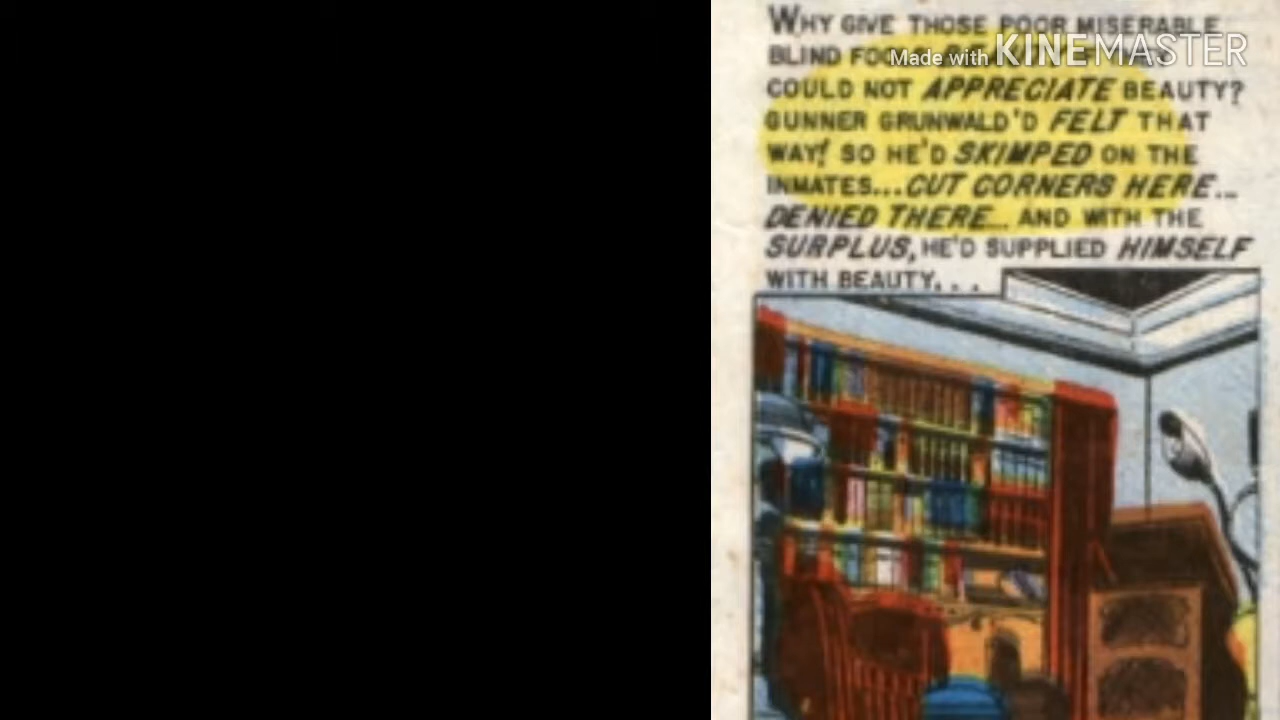 WHY GIVE THOSE POOR MISERABLE
BLIND
Made with KINEMASTER
COULD NOT APPRECIATE BEAUTY?
GUNNER GRUNWALD'D FELT THAT
WAY! SO HE'D SKIMPED ON THE
INMATES...CUT CORNERS HERE...
DENIED THERE... AND WITH THE
SURPLUS, HE'D SUPPLIED HIMSELF
WITH BEAUTY...